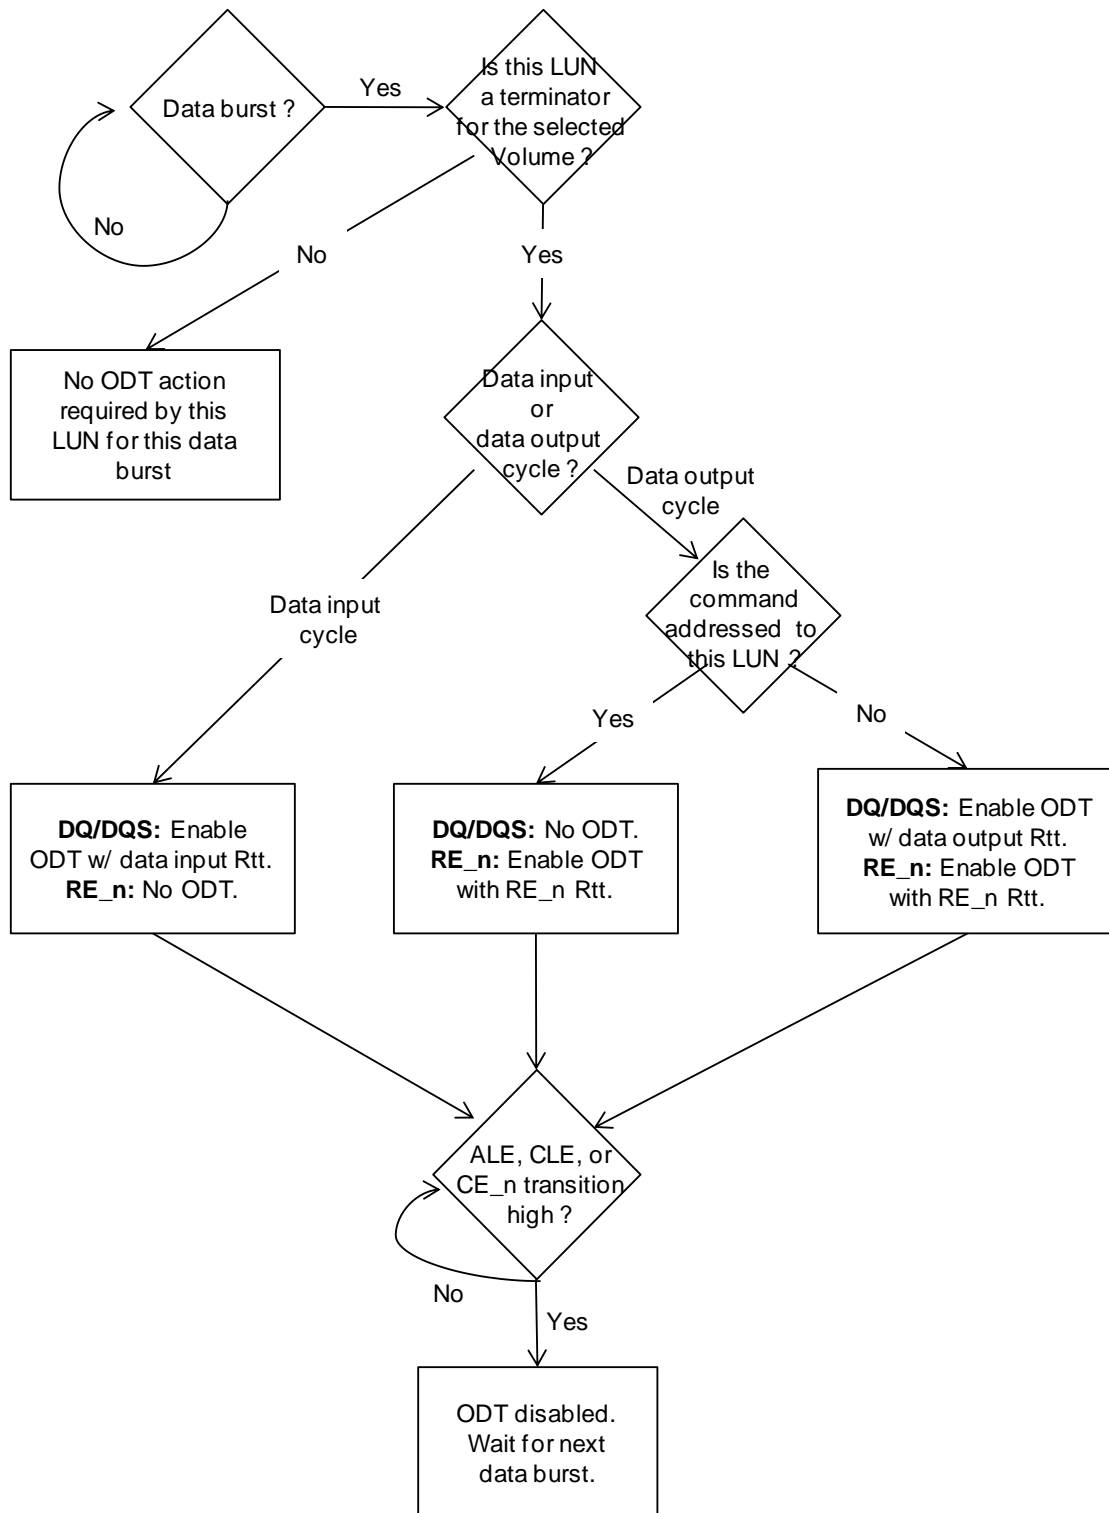 Data burst ?
Yes
Is this LUN
a terminator
for the selected
Volume ?
No
No
Yes
No ODT action
required by this
LUN for this data
burst
Data input
or
data output
cycle ?
Data output
cycle
Is the
command
addressed to
this LUN ?
Data input
cycle
Yes
No
DQ/DQS: Enable
ODT w/ data input Rtt.
RE_n: No ODT.
DQ/DQS: No ODT.
RE_n: Enable ODT
with RE_n Rtt.
DQ/DQS: Enable ODT
w/ data output Rtt.
RE_n: Enable ODT
with RE_n Rtt.
ALE, CLE, or
CE_n transition
high ?
No
Yes
ODT disabled.
Wait for next
data burst.